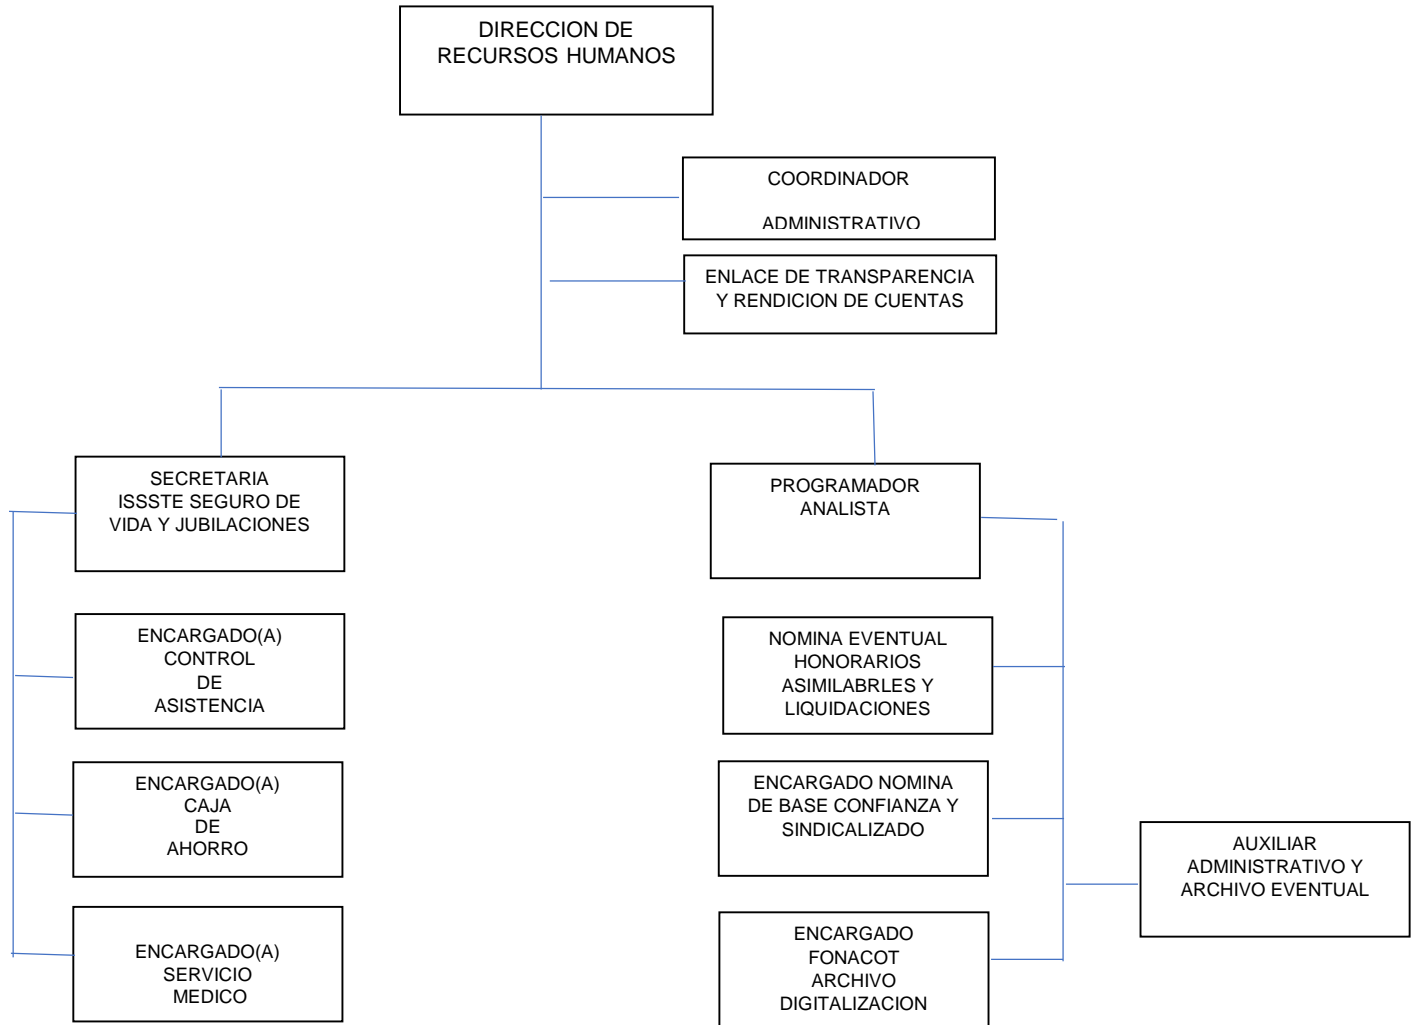 DIRECCION DE
RECURSOS HUMANOS
COORDINADOR
ADMINISTRATIVO
ENLACE DE TRANSPARENCIA
Y RENDICION DE CUENTAS
SECRETARIA
ISSSTE SEGURO DE
VIDA Y JUBILACIONES
PROGRAMADOR
ANALISTA
ENCARGADO(A)
CONTROL
DE
ASISTENCIA
NOMINA EVENTUAL
HONORARIOS
ASIMILABRLES Y
LIQUIDACIONES
ENCARGADO(A)
CAJA
DE
AHORRO
ENCARGADO NOMINA
DE BASE CONFIANZA Y
SINDICALIZADO
AUXILIAR
ADMINISTRATIVO Y
ARCHIVO EVENTUAL
ENCARGADO(A)
SERVICIO
MEDICO
ENCARGADO
FONACOT
ARCHIVO
DIGITALIZACION